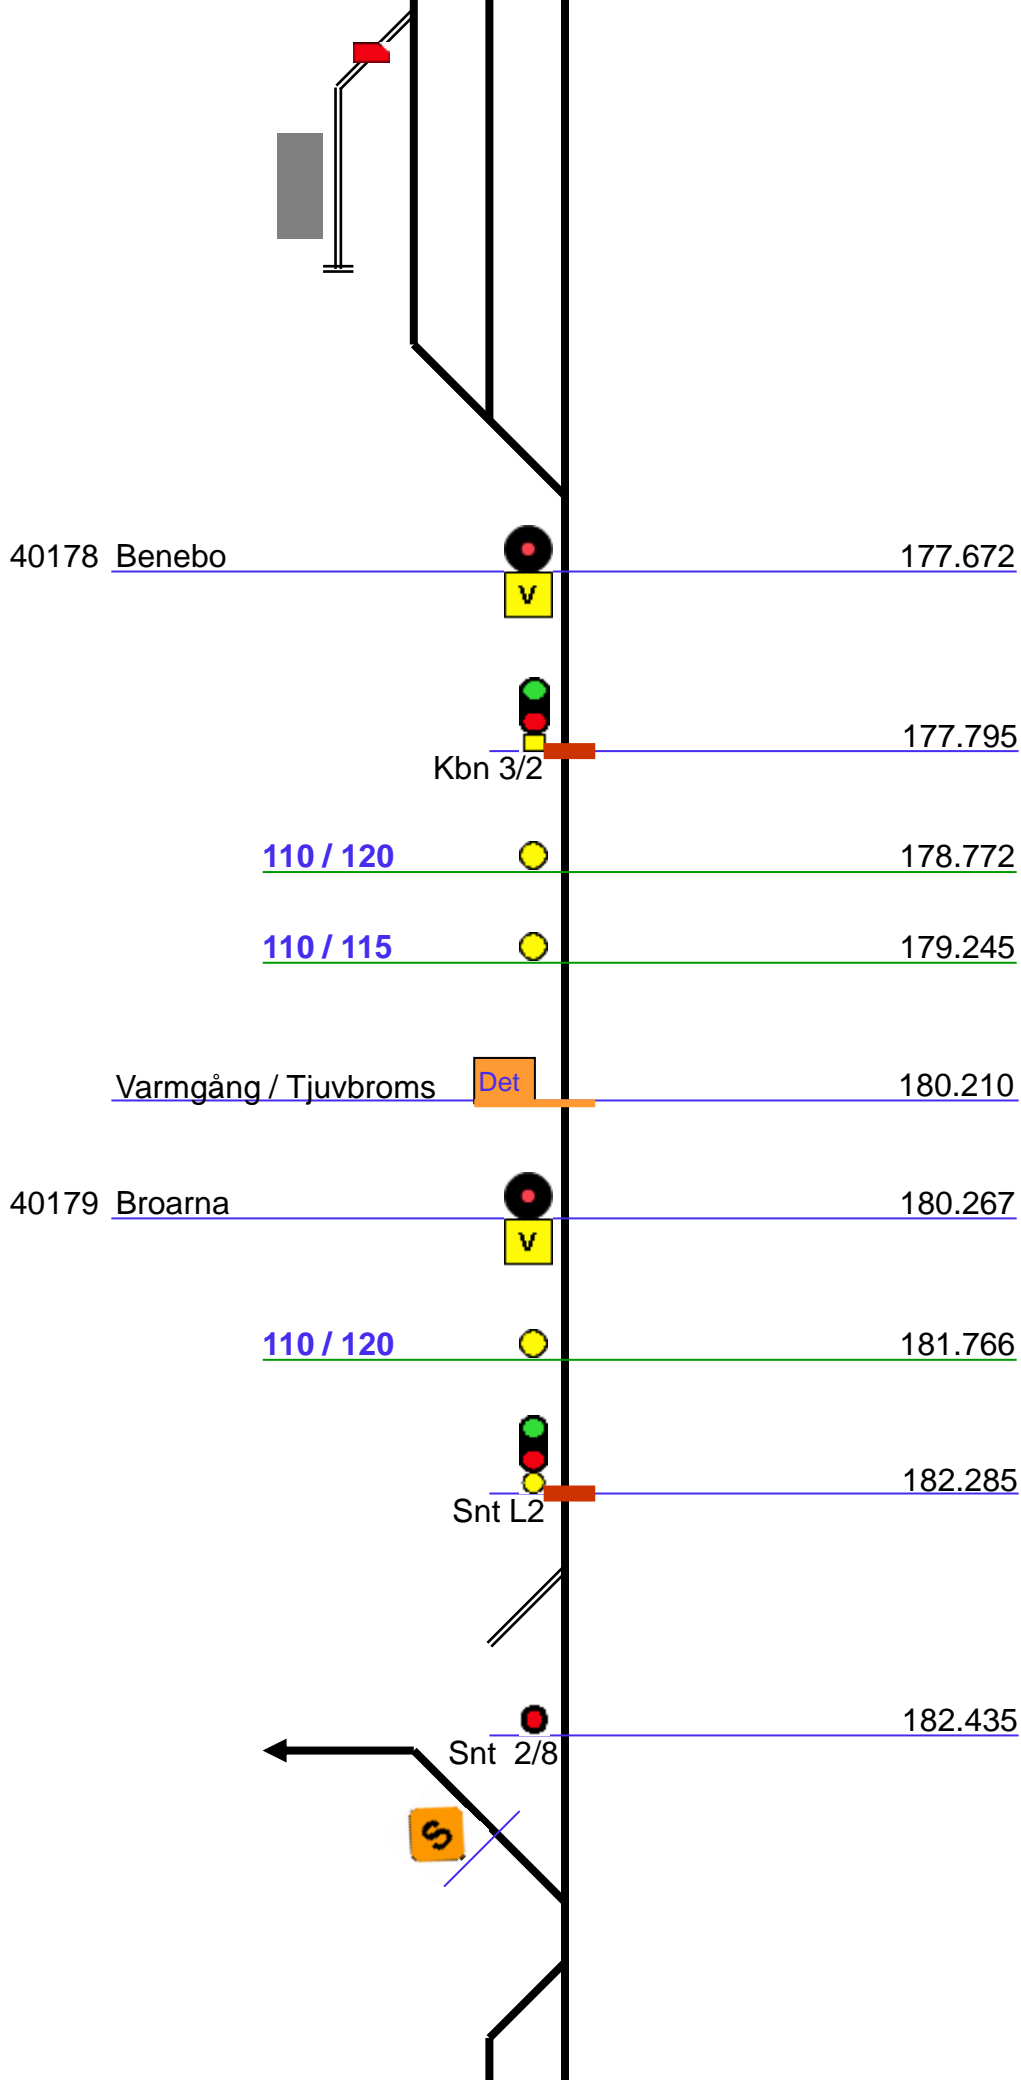 40178 Benebo 177.672
V
177.795
Kbn 3/2
110 / 120 178.772
110 / 115 179.245
Varmgång / Tjuvbroms Det 180.210
40179 Broarna 180.267
V
110 / 120 181.766
182.285
Snt L2
182.435
Snt 2/8
S